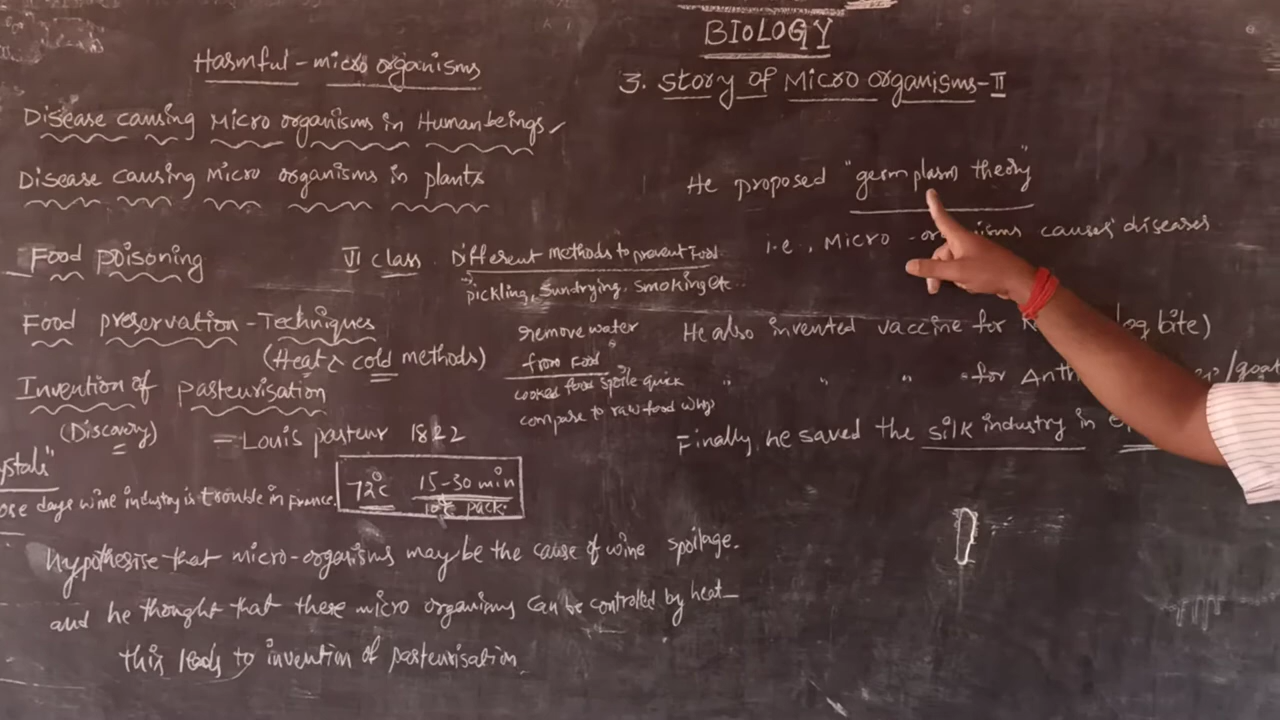 BIOLOGY
3. Story of Micro organisms-II
Harmful-micro organisms
Disease causing Micro organisms in Human beings
Disease causing Micro organisms in plants
Food poisoning
VI class. Different methods to prevent Food
pickling, sundrying, smoking etc..
Food preservation-Techniques
(Heat & cold methods)
remove water
from Food
cooked food spoile quick
compare to raw food why?
Invention of pasteurisation
(Discovery)
- Louis pasteur 1822
72°c 15-30 min
10°c pack.
ystals"
ose days wine industry is trouble in France.
Hypothesise that micro-organisms may be the cause of wine spoilage.
and he thought that these micro organisms can be controlled by heat
this leads to invention of pasteurisation.
He proposed "germ plasm theory"
i.e., Micro - causes diseases
He also invented vaccine for bite)
" " " for /goat
Finally, he saved the silk industry in